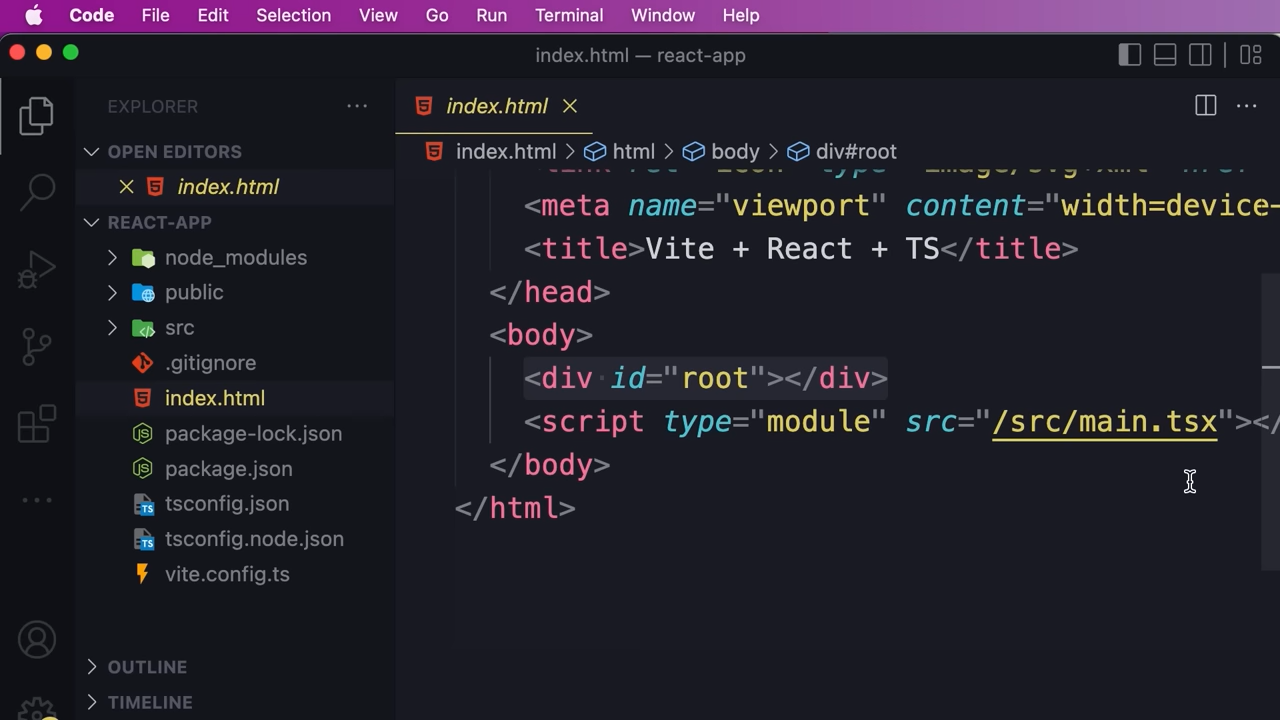 Code File Edit Selection View Go Run Terminal Window Help
index.html — react-app
EXPLORER
OPEN EDITORS
index.html
REACT-APP
node_modules
public
src
.gitignore
index.html
package-lock.json
package.json
tsconfig.json
tsconfig.node.json
vite.config.ts
OUTLINE
TIMELINE
index.html
index.html > html > body > div#root
<meta name="viewport" content="width=device-
<title>Vite + React + TS</title>
</head>
<body>
<div id="root"></div>
<script type="module" src="/src/main.tsx"></
</body>
</html>